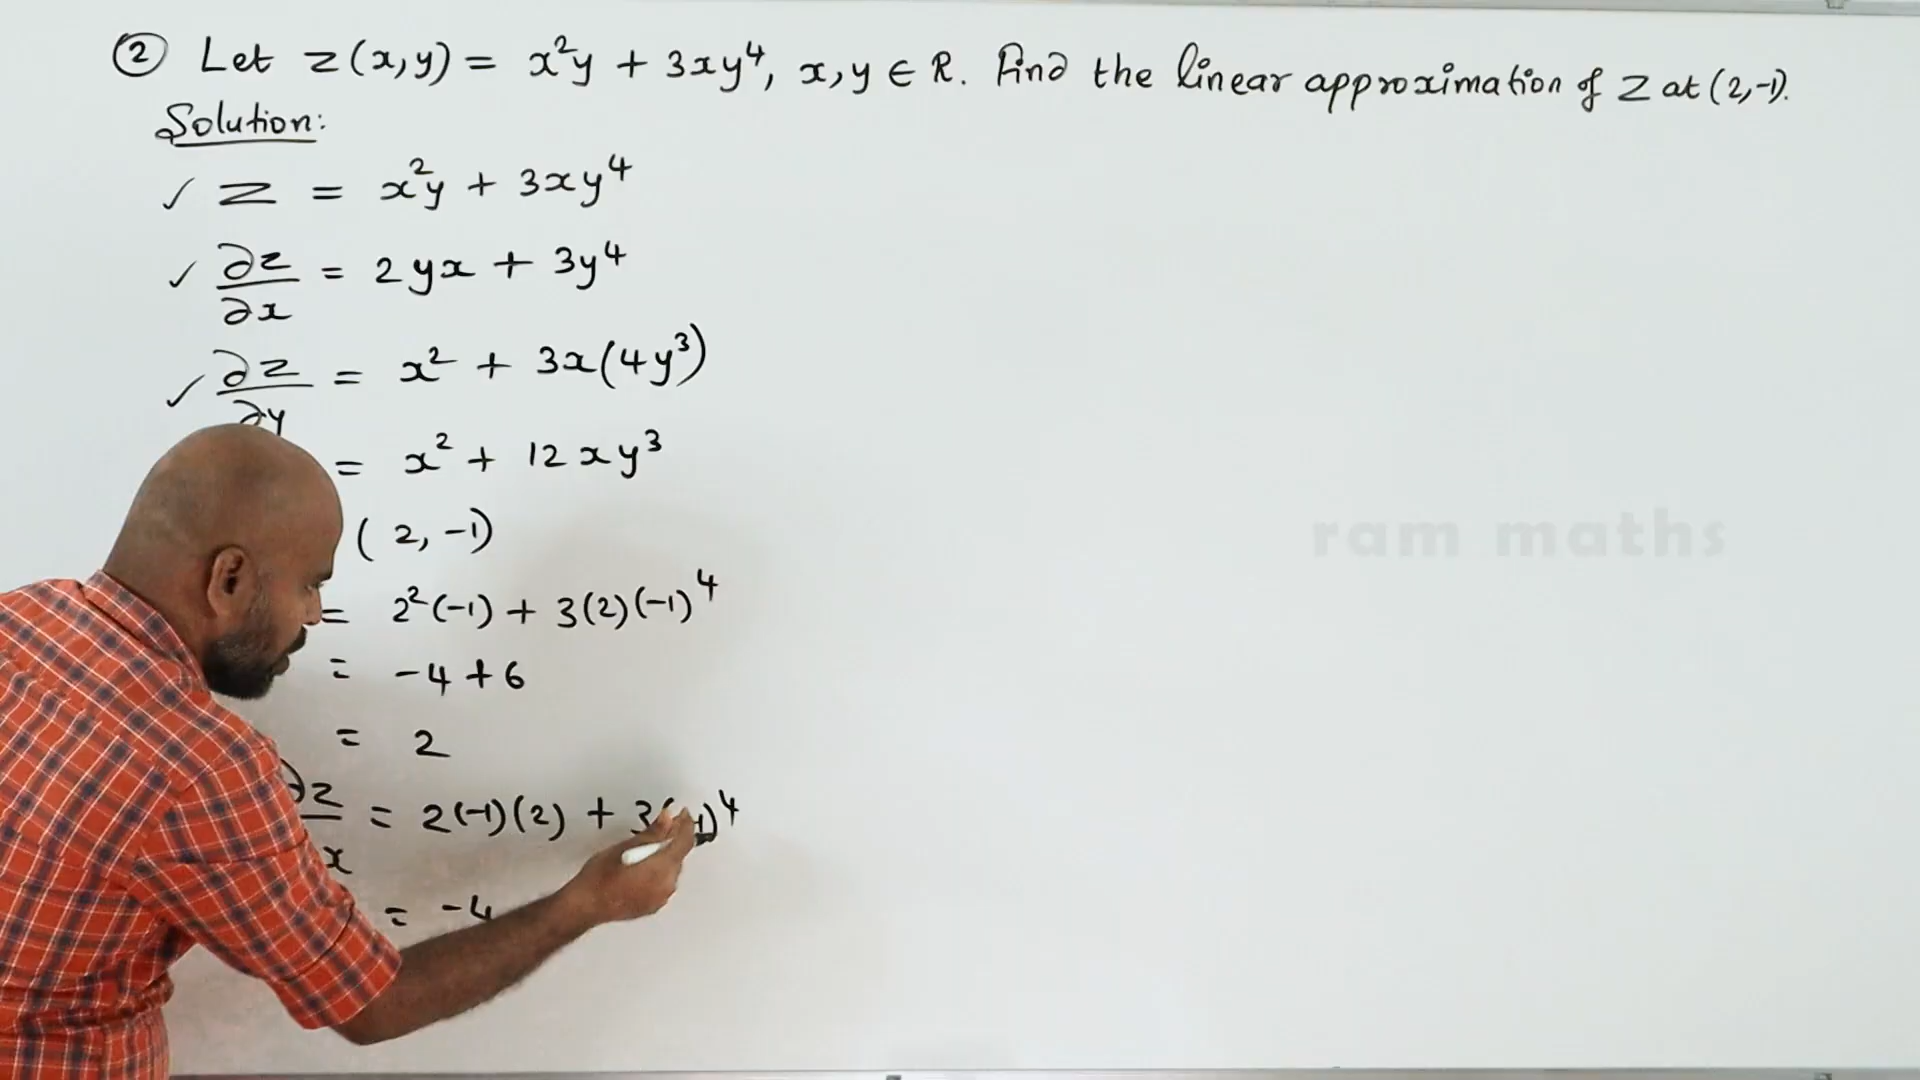 ② Let z(x,y) = x²y + 3xy⁴, x,y ∈ R. Find the linear approximation of z at (2,-1).
Solution:
✓ z = x²y + 3xy⁴
✓ ∂z/∂x = 2yx + 3y⁴
✓ ∂z/∂y = x² + 3x(4y³)
= x² + 12xy³
(2, -1)
= 2²(-1) + 3(2)(-1)⁴
= -4+6
= 2
∂z/∂x = 2(-1)(2) + 3(-1)⁴
= -4
ram maths